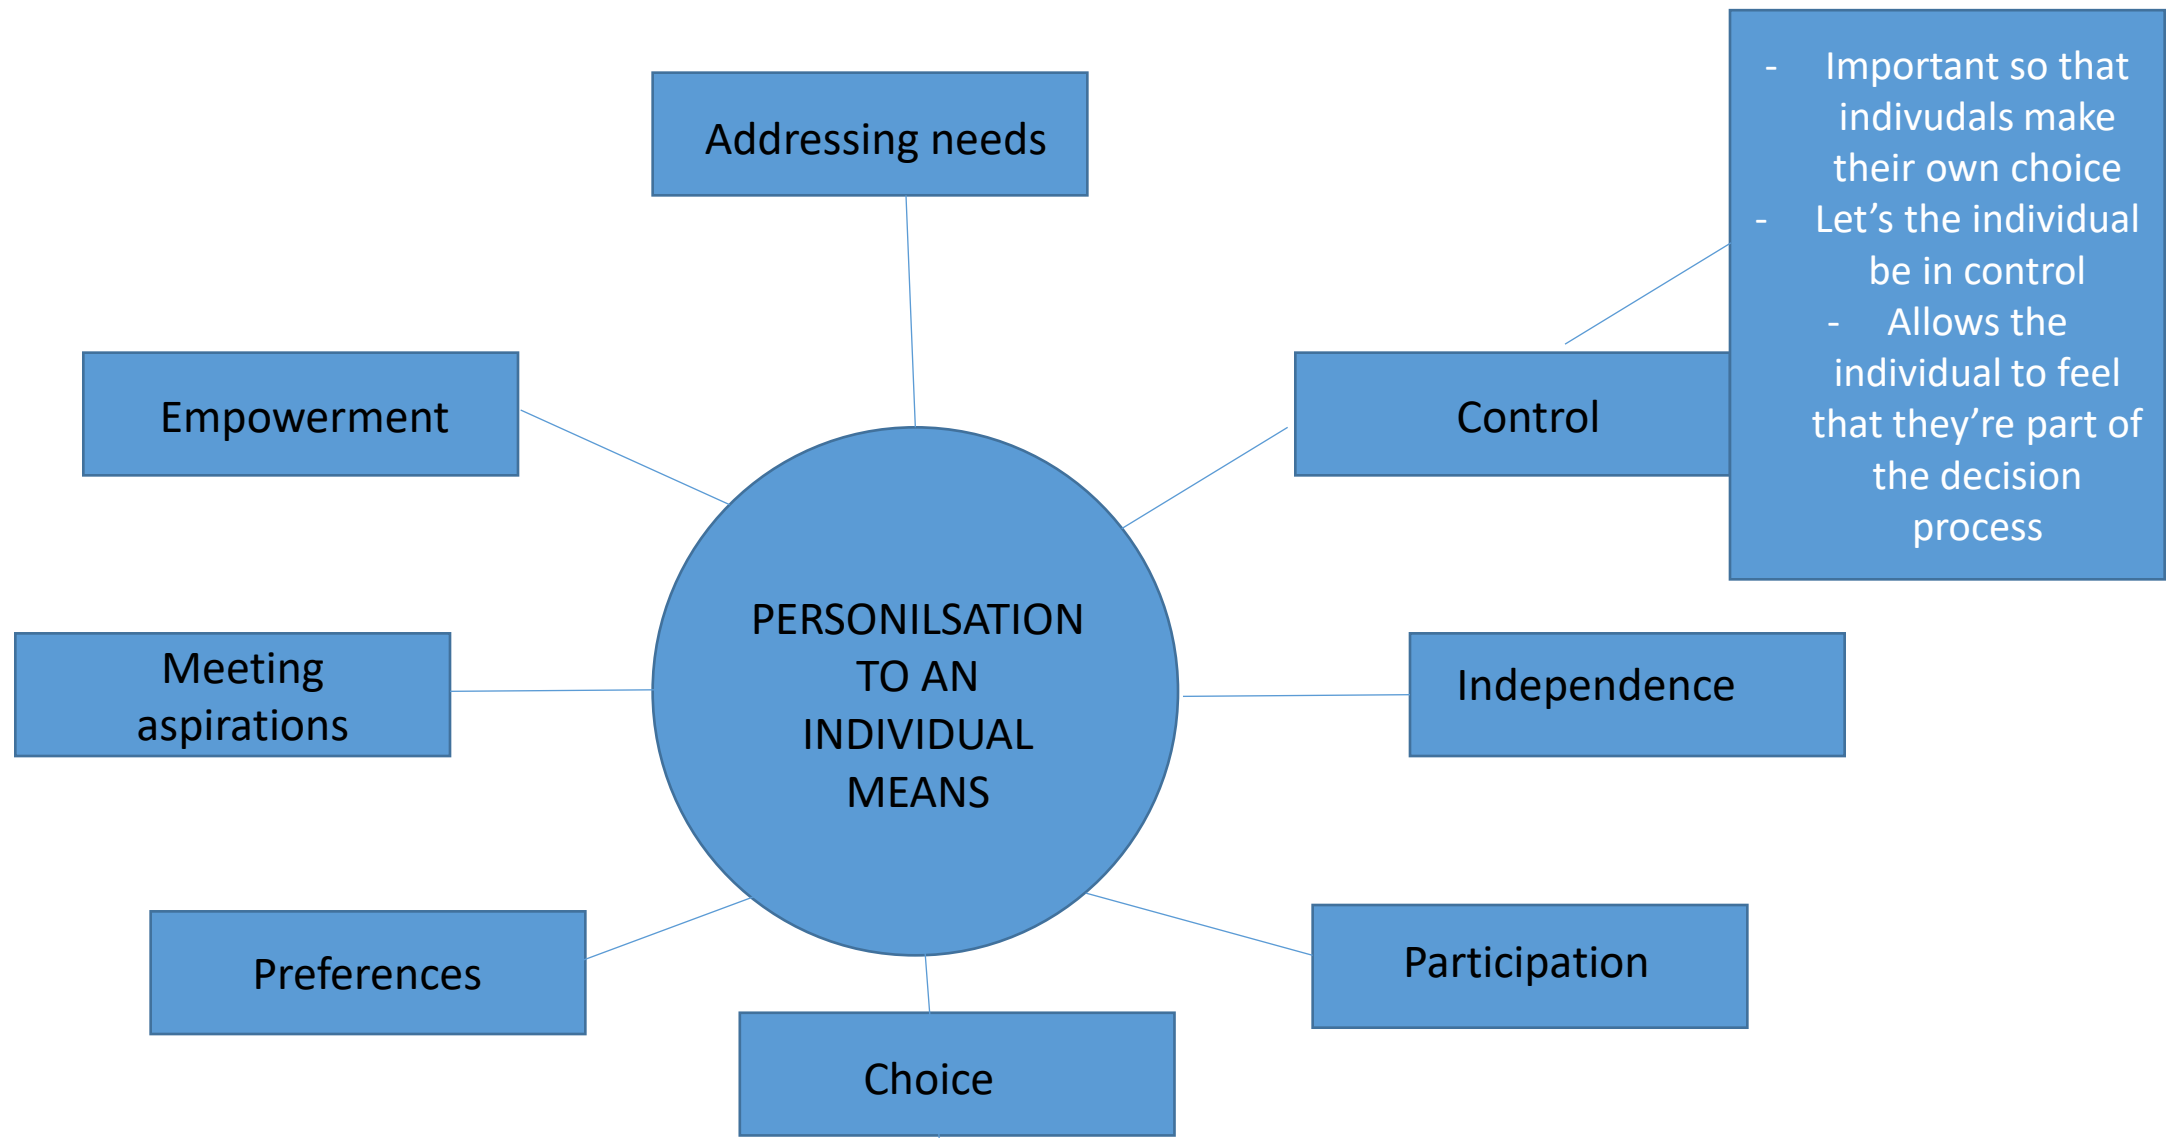 Addressing needs
- Important so that
indivudals make
their own choice
- Let’s the individual
be in control
- Allows the
individual to feel
that they’re part of
the decision
process
Empowerment
Control
PERSONILSATION
TO AN
INDIVIDUAL
MEANS
Meeting
aspirations
Independence
Preferences
Participation
Choice